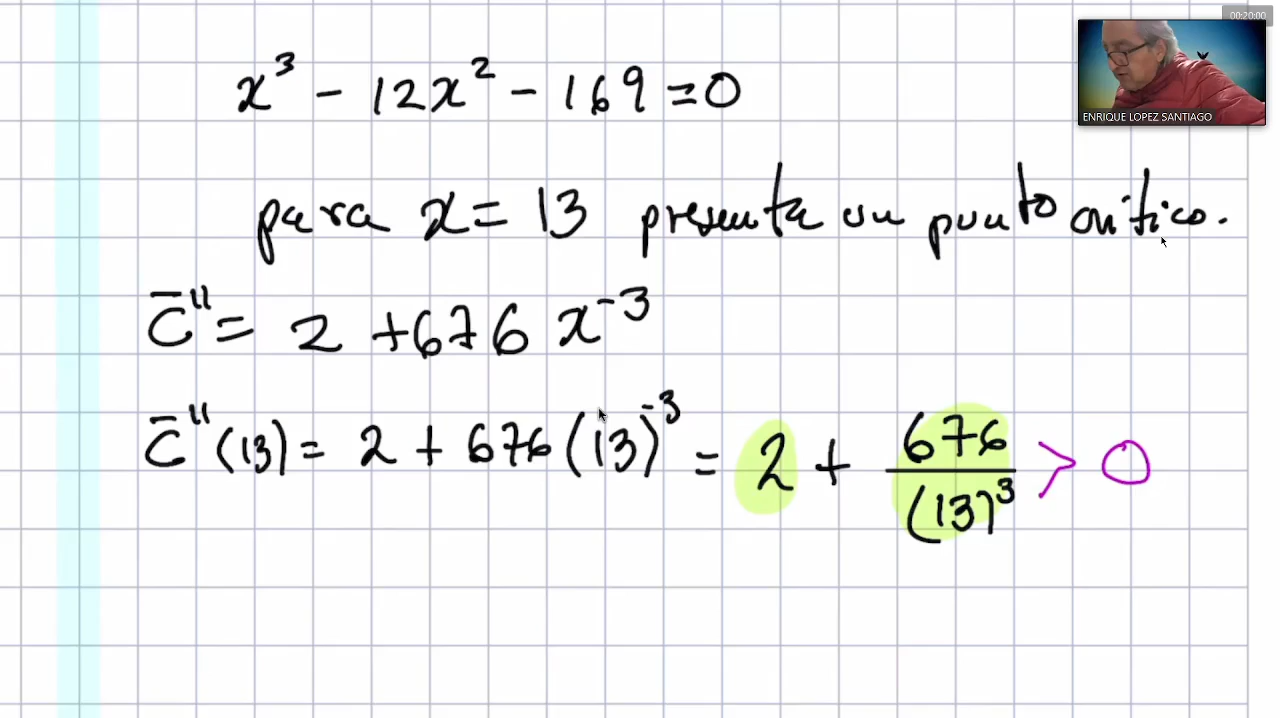 00:20:00
ENRIQUE LOPEZ SANTIAGO
x³ - 12x² - 169 = 0
para x = 13 presenta un punto crítico.
C̄'' = 2 + 676 x⁻³
C̄''(13) = 2 + 676 (13)⁻³ = 2 + 676/(13)³ > 0